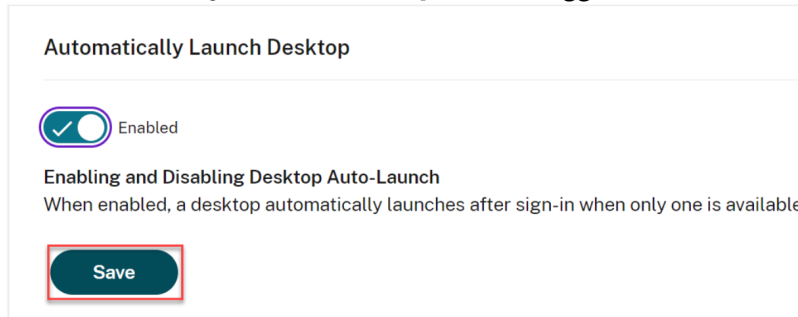 Automatically Launch Desktop
Enabled
Enabling and Disabling Desktop Auto-Launch
When enabled, a desktop automatically launches after sign-in when only one is available
Save